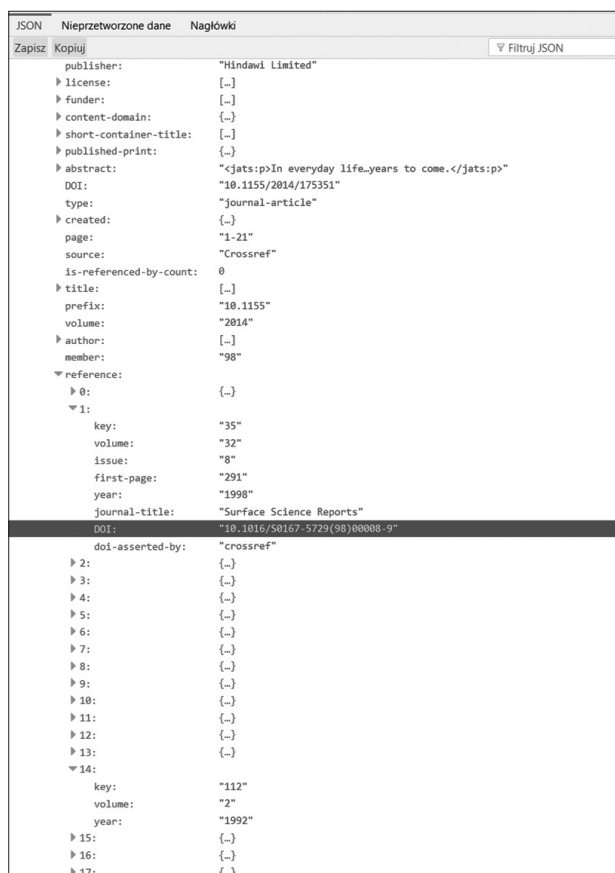 JSON Nieprzetworzone dane Nagłówki
Zapisz Kopiuj Filtruj JSON
publisher: "Hindawi Limited"
license: […]
funder: […]
content-domain: {…}
short-container-title: […]
published-print: {…}
abstract: "<jats:p>In everyday life…years to come.</jats:p>"
DOI: "10.1155/2014/175351"
type: "journal-article"
created: {…}
page: "1-21"
source: "Crossref"
is-referenced-by-count: 0
title: […]
prefix: "10.1155"
volume: "2014"
author: […]
member: "98"
reference:
0: {…}
1:
key: "35"
volume: "32"
issue: "8"
first-page: "291"
year: "1998"
journal-title: "Surface Science Reports"
DOI: "10.1016/S0167-5729(98)00008-9"
doi-asserted-by: "crossref"
2: {…}
3: {…}
4: {…}
5: {…}
6: {…}
7: {…}
8: {…}
9: {…}
10: {…}
11: {…}
12: {…}
13: {…}
14:
key: "112"
volume: "2"
year: "1992"
15: {…}
16: {…}
17: {…}